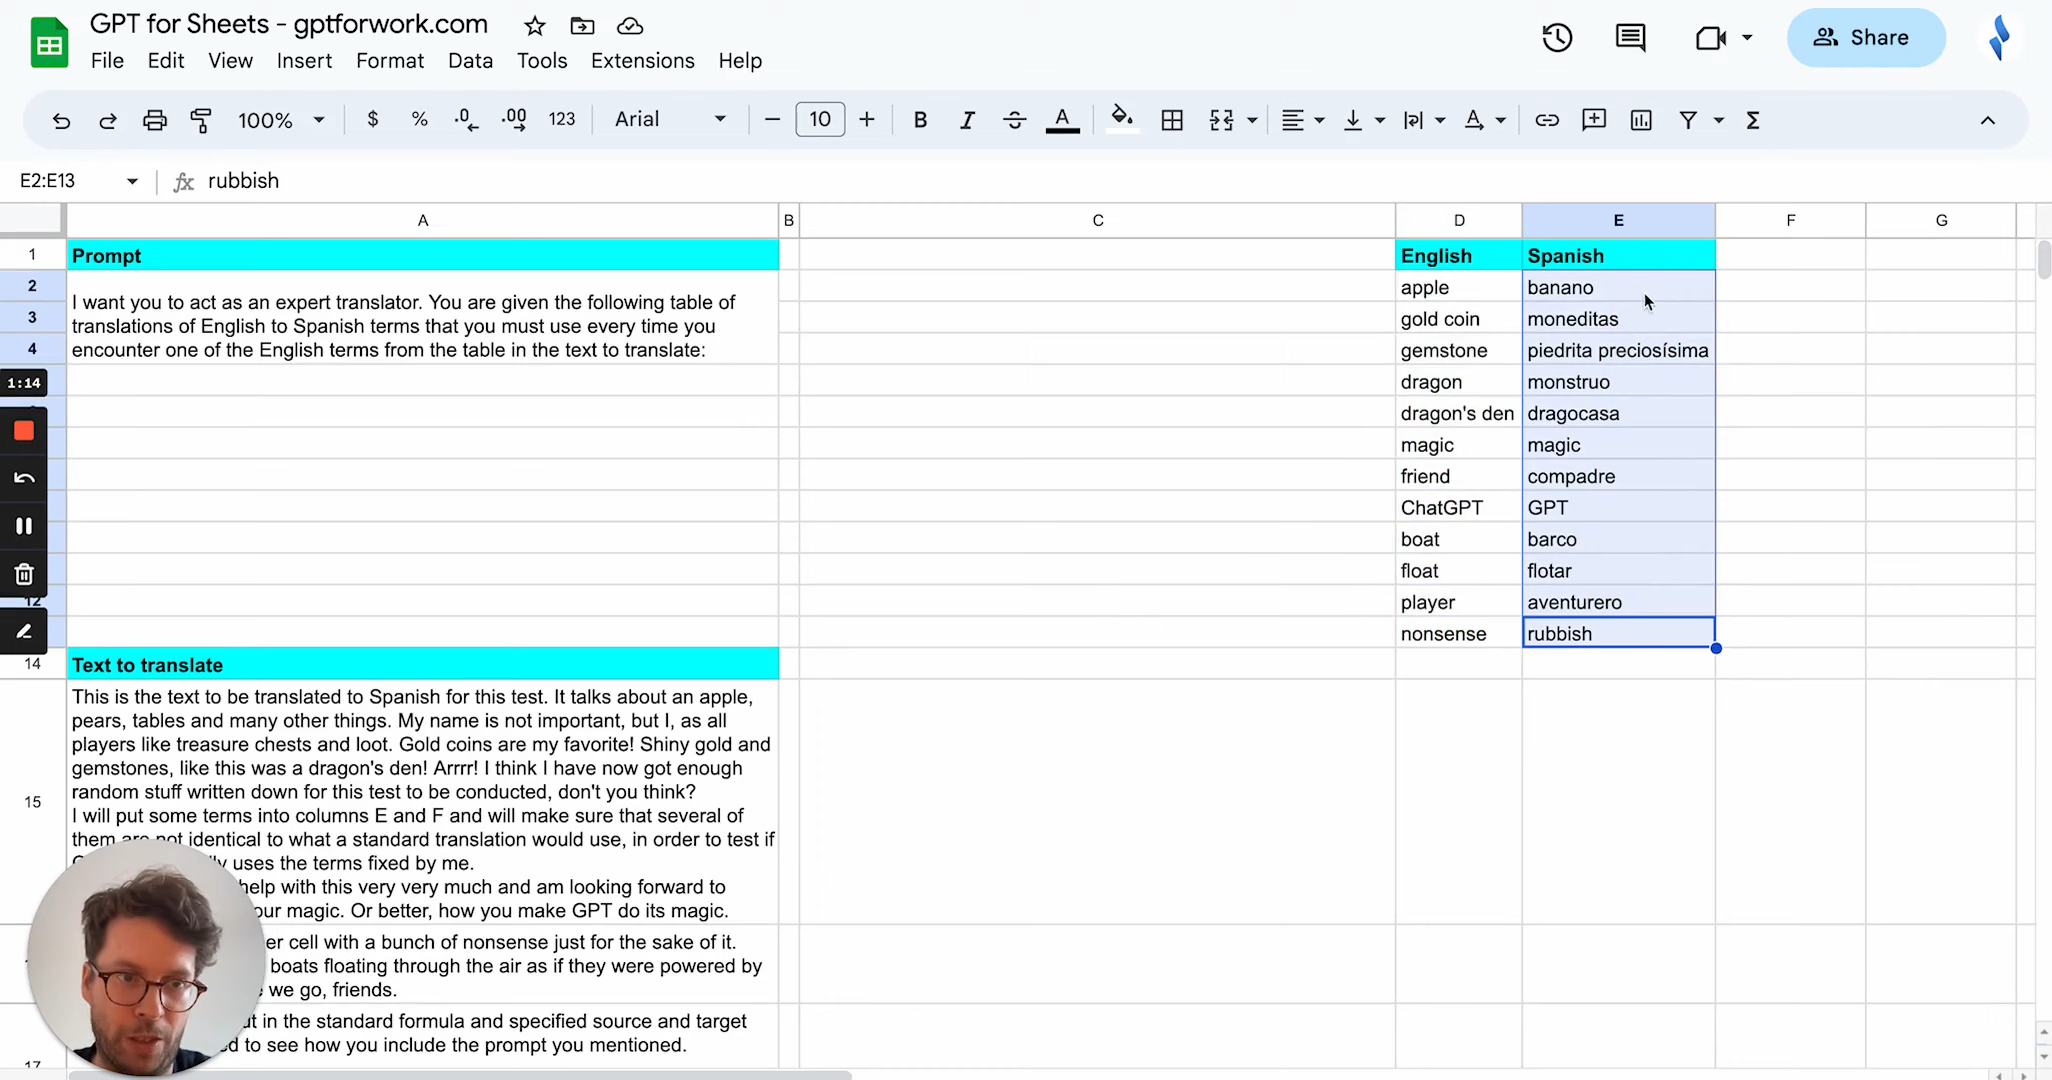 GPT for Sheets - gptforwork.com
File Edit View Insert Format Data Tools Extensions Help
Share
100% $ % .0 .00 123 Arial 10 B I A
E2:E13 fx rubbish
A B C D E F G
1 Prompt English Spanish
2 apple banano
I want you to act as an expert translator. You are given the following table of
3 translations of English to Spanish terms that you must use every time you gold coin moneditas
4 encounter one of the English terms from the table in the text to translate: gemstone piedrita preciosísima
1:14 dragon monstruo
dragon's den dragocasa
magic magic
friend compadre
ChatGPT GPT
boat barco
float flotar
12 player aventurero
nonsense rubbish
14 Text to translate
This is the text to be translated to Spanish for this test. It talks about an apple,
pears, tables and many other things. My name is not important, but I, as all
players like treasure chests and loot. Gold coins are my favorite! Shiny gold and
gemstones, like this was a dragon's den! Arrrr! I think I have now got enough
random stuff written down for this test to be conducted, don't you think?
15 I will put some terms into columns E and F and will make sure that several of
them are not identical to what a standard translation would use, in order to test if
uses the terms fixed by me.
help with this very very much and am looking forward to
our magic. Or better, how you make GPT do its magic.
er cell with a bunch of nonsense just for the sake of it.
boats floating through the air as if they were powered by
we go, friends.
in the standard formula and specified source and target
to see how you include the prompt you mentioned.
17